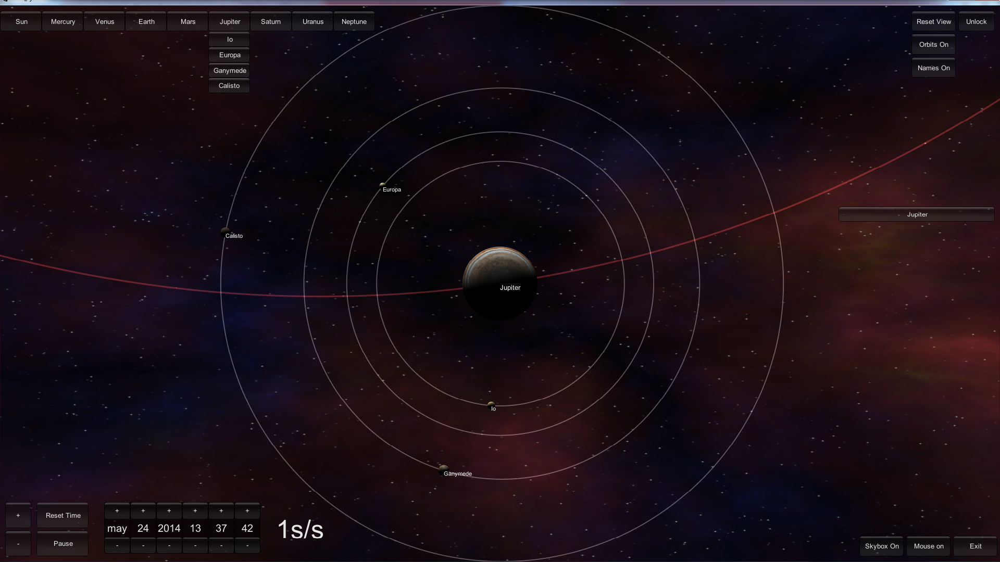 Sun Mercury Venus Earth Mars Jupiter Saturn Uranus Neptune
Reset View Unlock
Io
Europa
Ganymede
Calisto
Orbits On
Names On
Europa
Jupiter
Calisto
Jupiter
Io
Ganymede
+ Reset Time
- Pause
+ + + + + +
may 24 2014 13 37 42
- - - - - -
1s/s
Skybox On Mouse on Exit